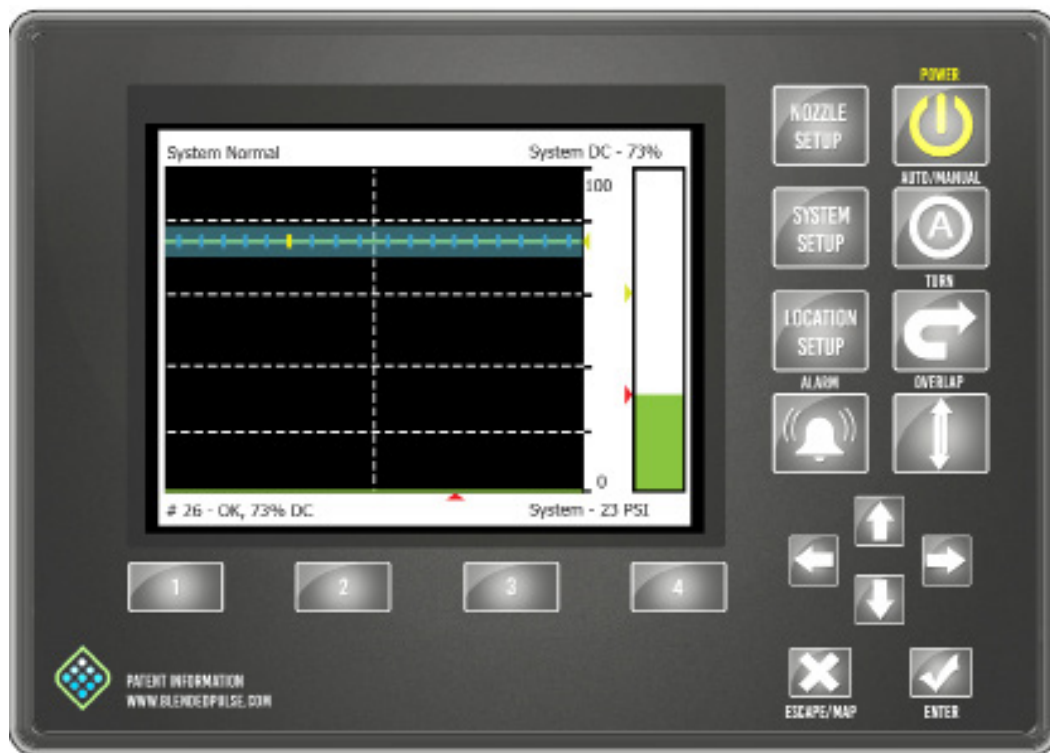 POWER
NOZZLE
SETUP
System Normal
System DC - 73%
100
AUTO/MANUAL
SYSTEM
SETUP
A
TURN
LOCATION
SETUP
ALARM
OVERLAP
0
# 26 - OK, 73% DC
System - 23 PSI
1
2
3
4
PATENT INFORMATION
WWW.BLENDEDPULSE.COM
ESCAPE/MAP
ENTER